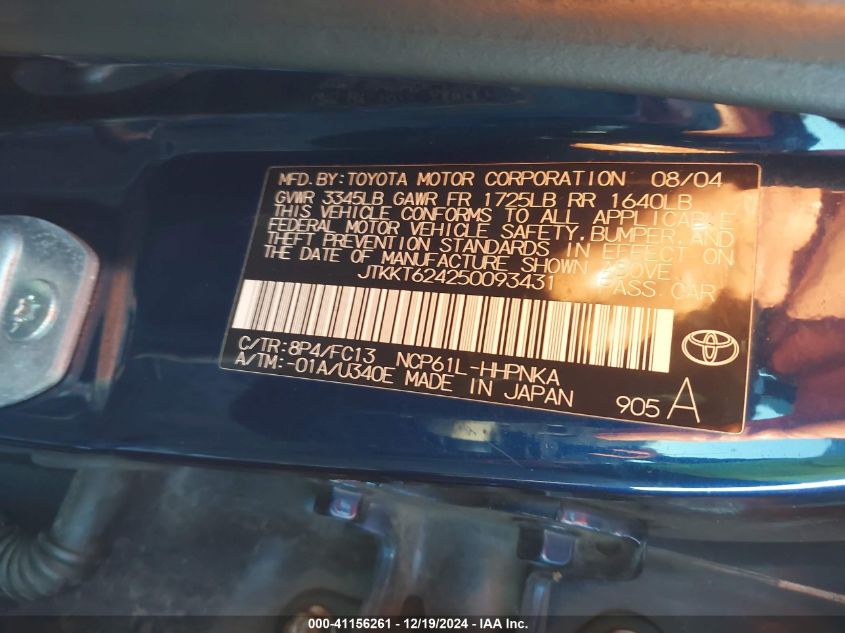 MFD.BY:TOYOTA MOTOR CORPORATION 08/04
GVWR 3345LB GAWR FR 1725LB RR 1640LB
THIS VEHICLE CONFORMS TO ALL APPLICABLE
FEDERAL MOTOR VEHICLE SAFETY,BUMPER,AND
THEFT PREVENTION STANDARDS IN EFFECT ON
THE DATE OF MANUFACTURE SHOWN ABOVE.
JTKKT624250093431 PASS.CAR
C/TR:8P4/FC13 NCP61L-HHPNKA
A/TM:-01A/U340E MADE IN JAPAN 905 A
000-41156261 - 12/19/2024 - IAA Inc.